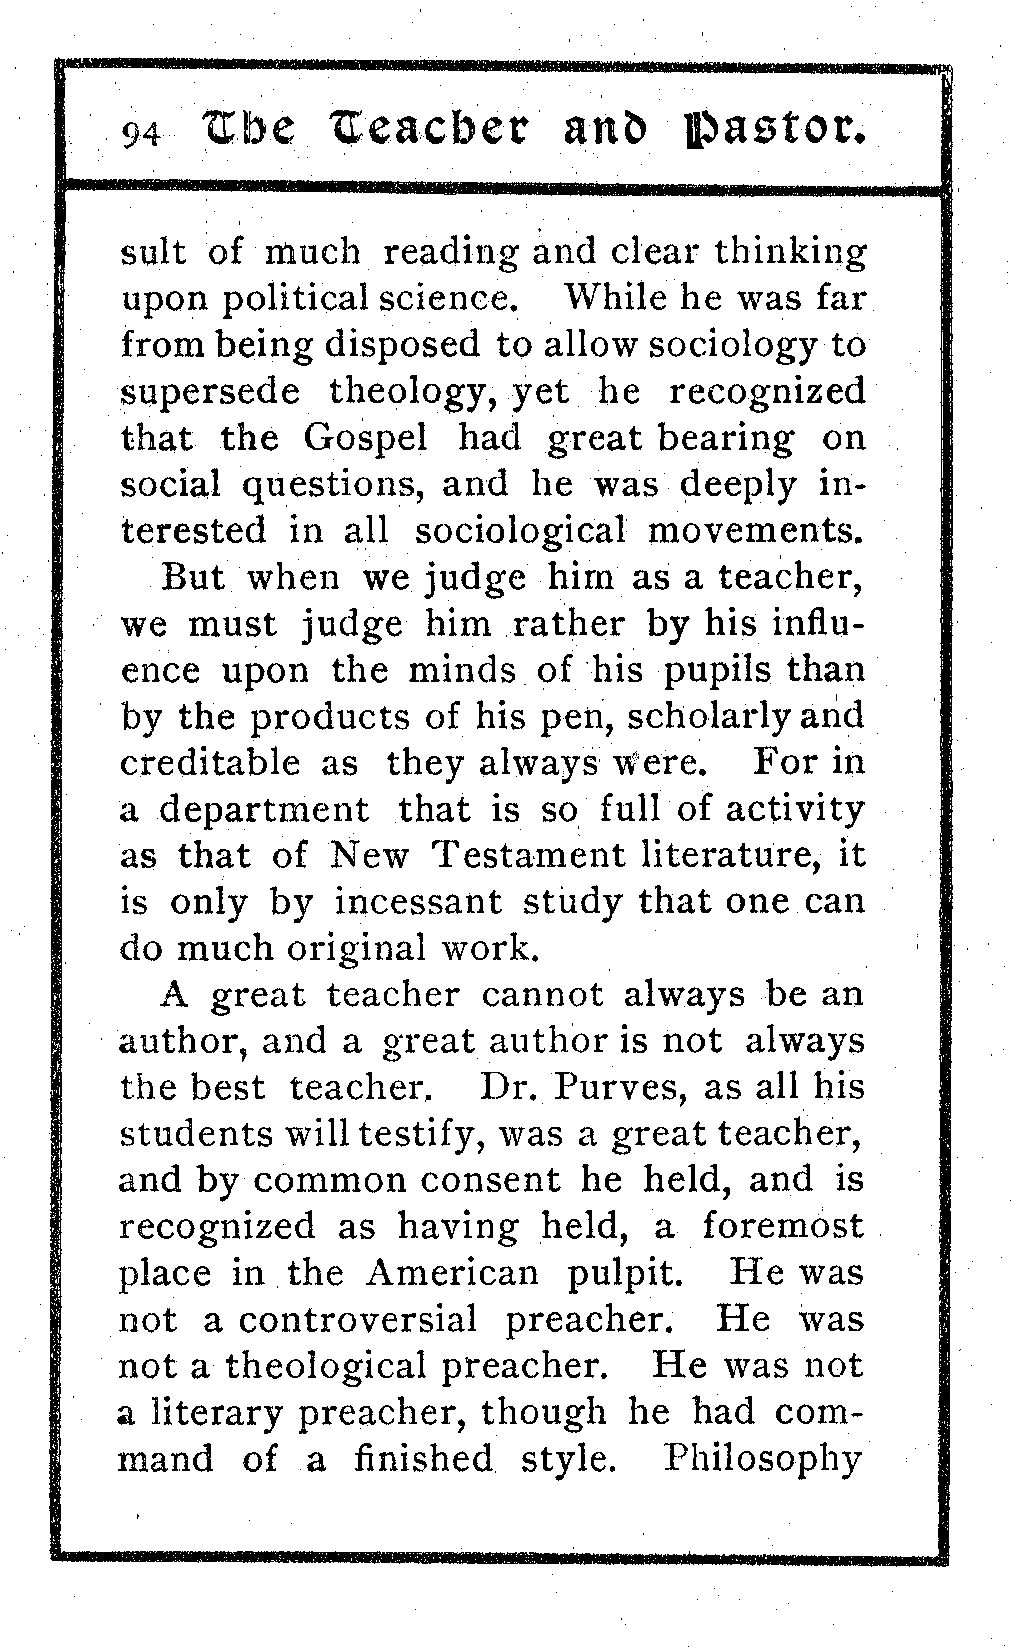 94 The Teacher and Pastor.
sult of much reading and clear thinking
upon political science. While he was far
from being disposed to allow sociology to
supersede theology, yet he recognized
that the Gospel had great bearing on
social questions, and he was deeply in-
terested in all sociological movements.
But when we judge him as a teacher,
we must judge him rather by his influ-
ence upon the minds of his pupils than
by the products of his pen, scholarly and
creditable as they always were. For in
a department that is so full of activity
as that of New Testament literature, it
is only by incessant study that one can
do much original work.
A great teacher cannot always be an
author, and a great author is not always
the best teacher. Dr. Purves, as all his
students will testify, was a great teacher,
and by common consent he held, and is
recognized as having held, a foremost
place in the American pulpit. He was
not a controversial preacher. He was
not a theological preacher. He was not
a literary preacher, though he had com-
mand of a finished style. Philosophy